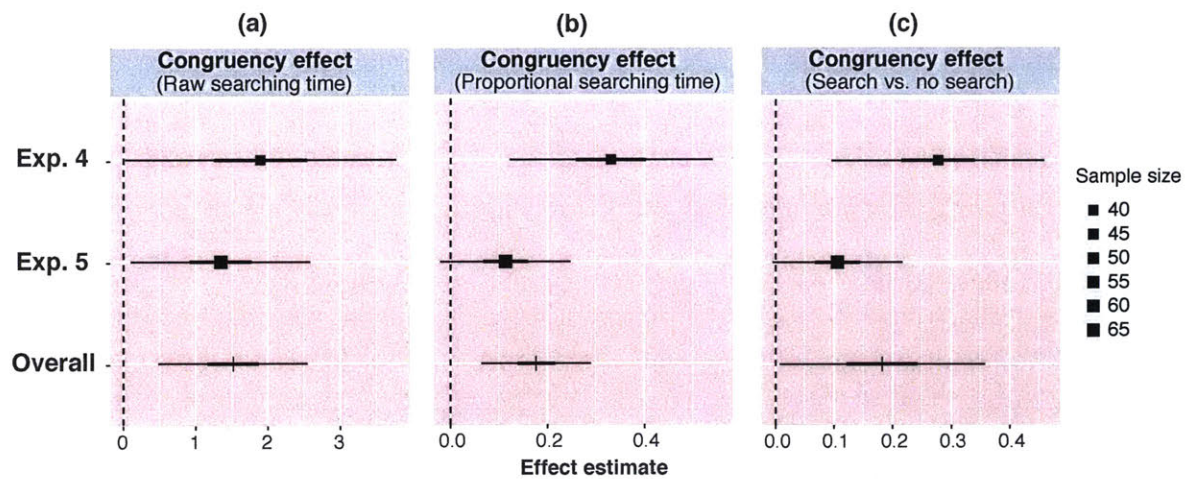 (a)
(b)
(c)
Congruency effect
(Raw searching time)
Congruency effect
(Proportional searching time)
Congruency effect
(Search vs. no search)
Exp. 4
Exp. 5
Overall
0 1 2 3
0.0 0.2 0.4
0.0 0.1 0.2 0.3 0.4
Effect estimate
Sample size
40
45
50
55
60
65